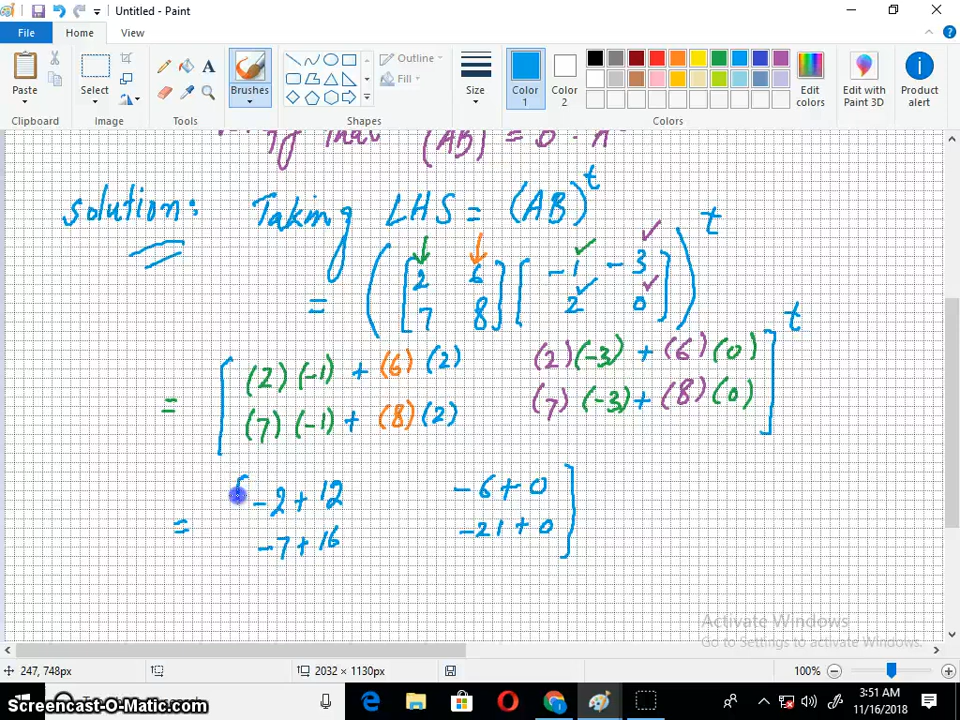 Untitled - Paint
File Home View
Paste Select Brushes Outline Fill Size Color 1 Color 2 Edit colors Edit with Paint 3D Product alert
Clipboard Image Tools Shapes Colors
that (AB) = B · A
Solution: Taking LHS = (AB)^t
= ( [ 2 6 ] [ -1 -3 ] ) t
7 8 2 0
= [ (2)(-1) + (6)(2) (2)(-3) + (6)(0) ] t
(7)(-1) + (8)(2) (7)(-3) + (8)(0)
= [ -2 + 12 -6 + 0 ]
-7 + 16 -21 + 0
Activate Windows
Go to Settings to activate Windows.
247, 748px 2032 × 1130px 100%
Screencast-O-Matic.com
3:51 AM
11/16/2018